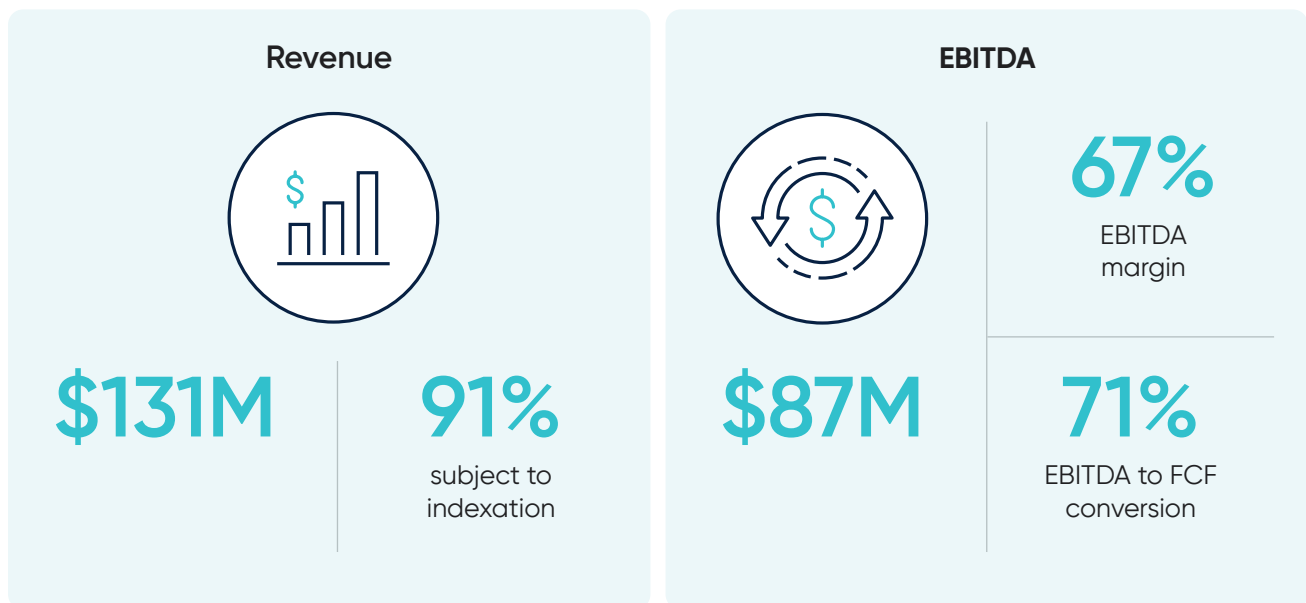 Revenue
$
$131M
91%
subject to
indexation
EBITDA
$
$87M
67%
EBITDA
margin
71%
EBITDA to FCF
conversion